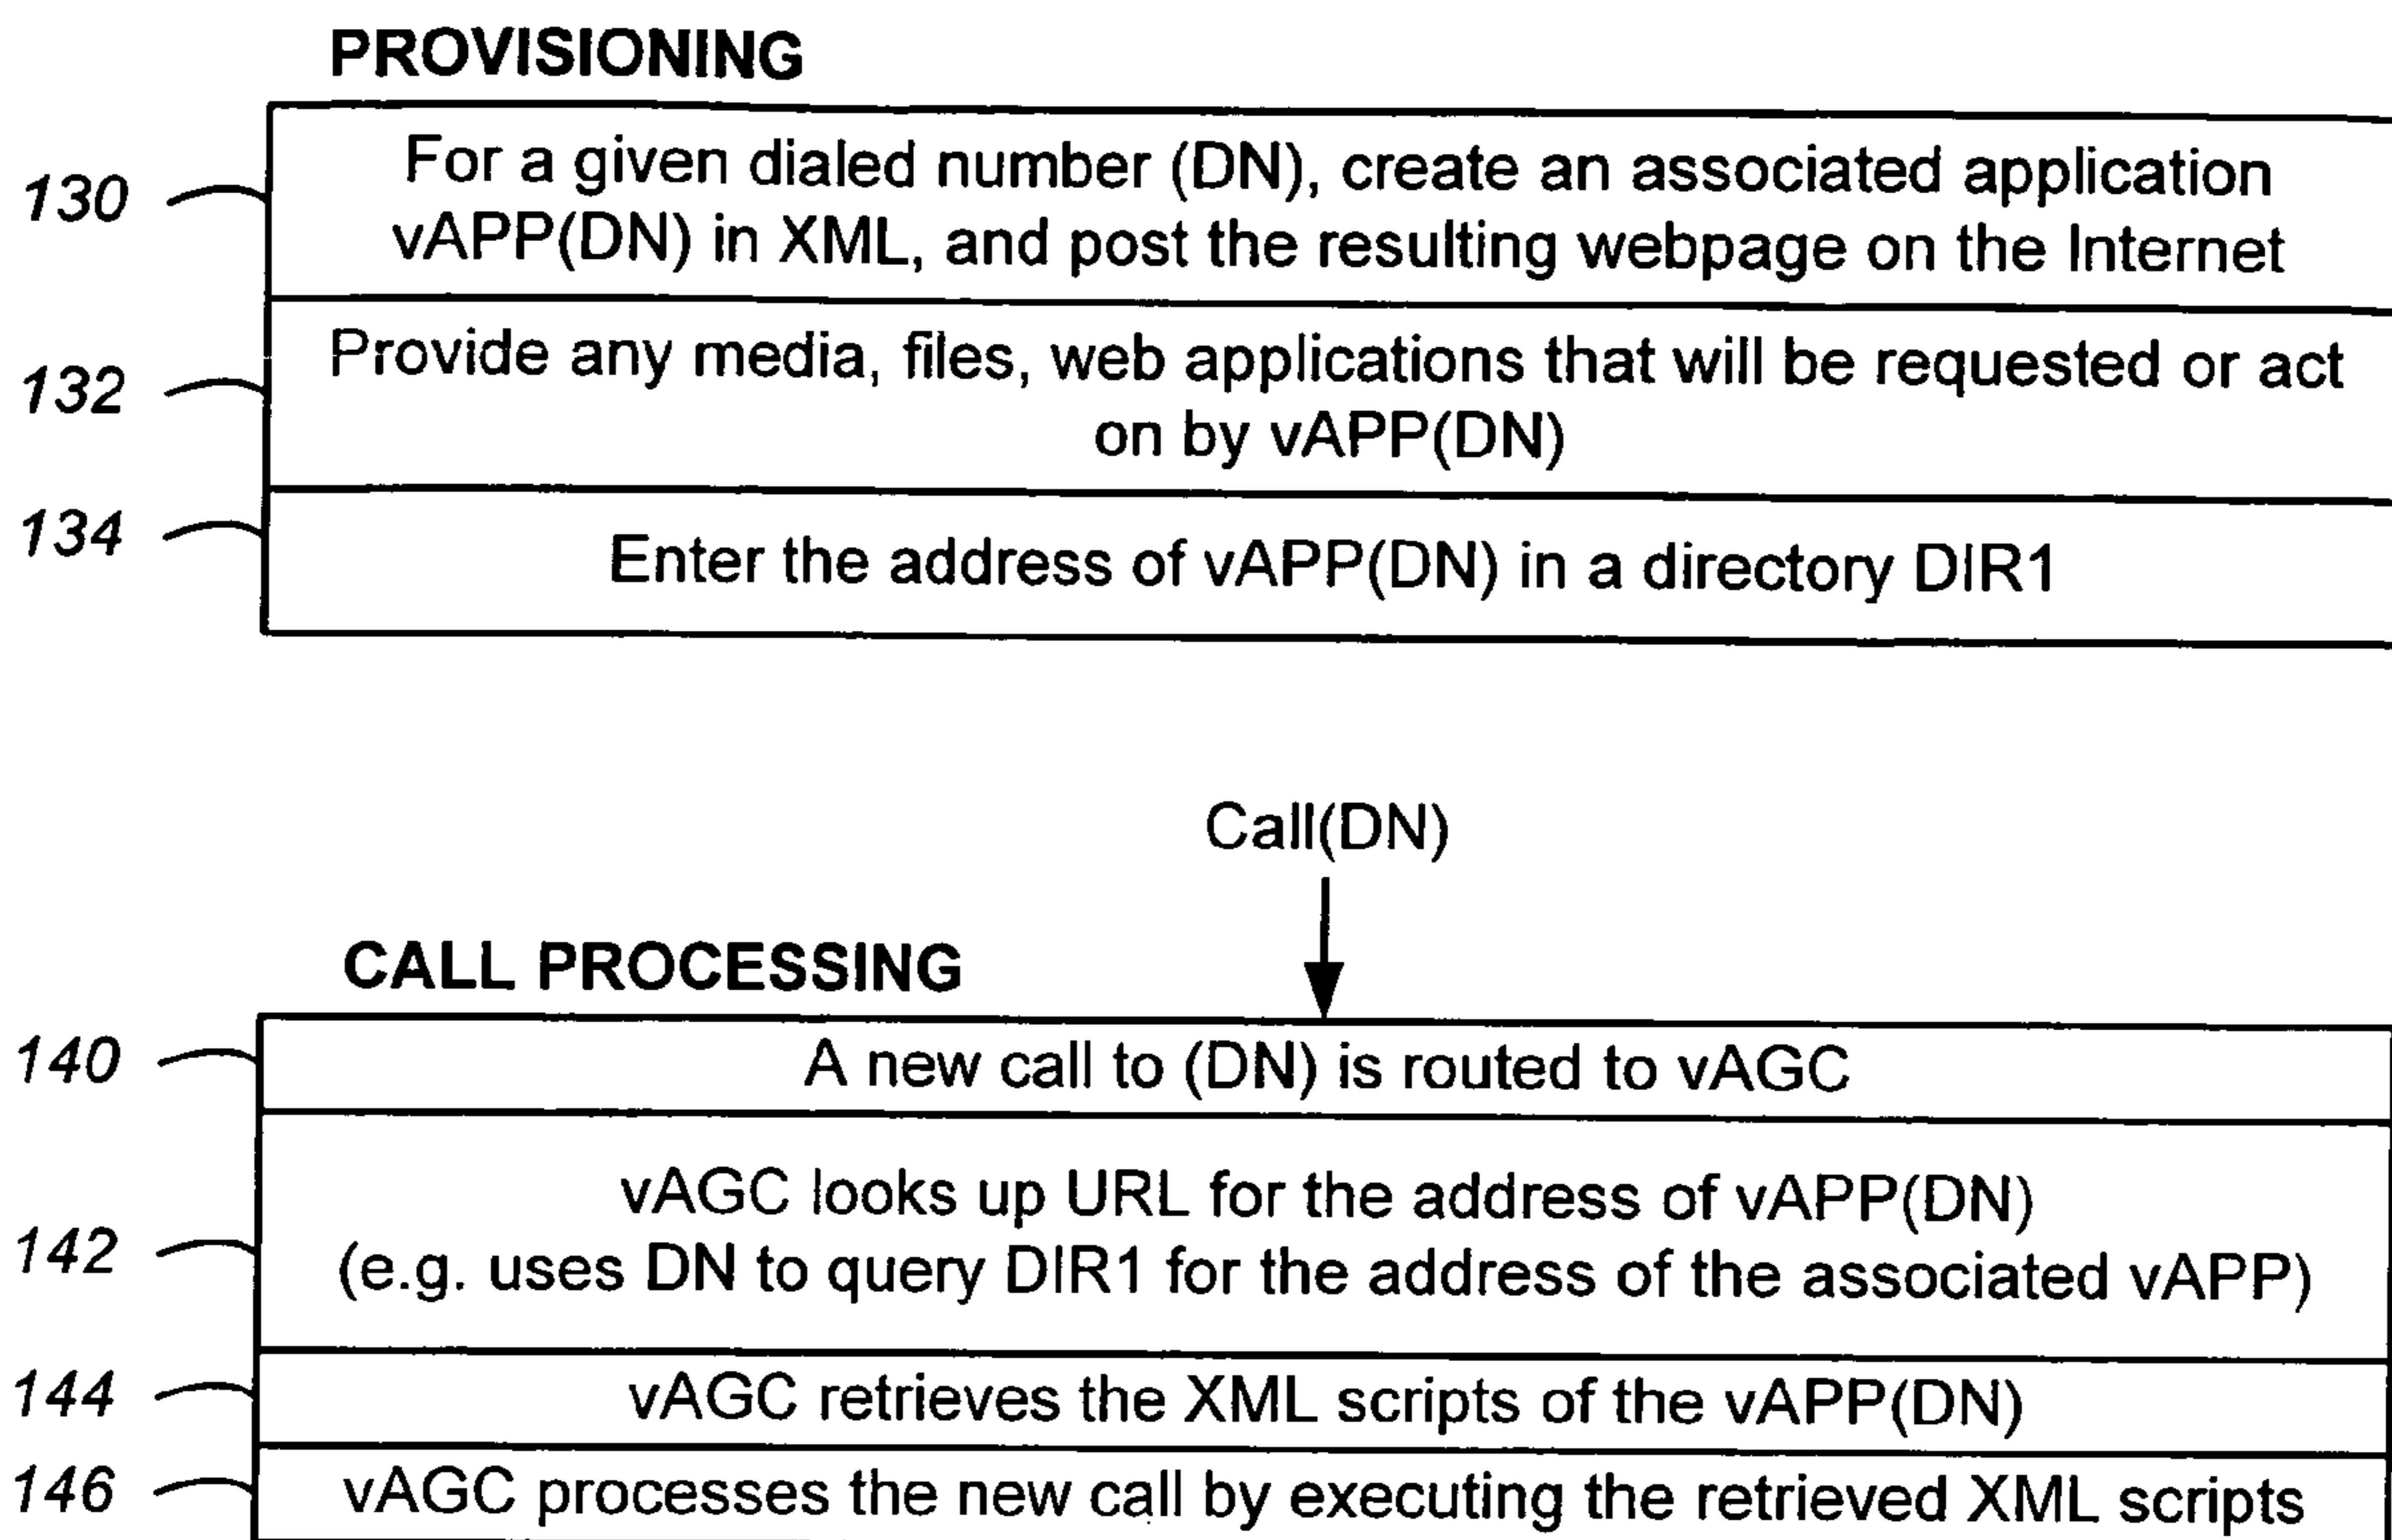 PROVISIONING
130
For a given dialed number (DN), create an associated application
vAPP(DN) in XML, and post the resulting webpage on the Internet
132
Provide any media, files, web applications that will be requested or act
on by vAPP(DN)
134
Enter the address of vAPP(DN) in a directory DIR1
Call(DN)
CALL PROCESSING
140
A new call to (DN) is routed to vAGC
142
vAGC looks up URL for the address of vAPP(DN)
(e.g. uses DN to query DIR1 for the address of the associated vAPP)
144
vAGC retrieves the XML scripts of the vAPP(DN)
146
vAGC processes the new call by executing the retrieved XML scripts